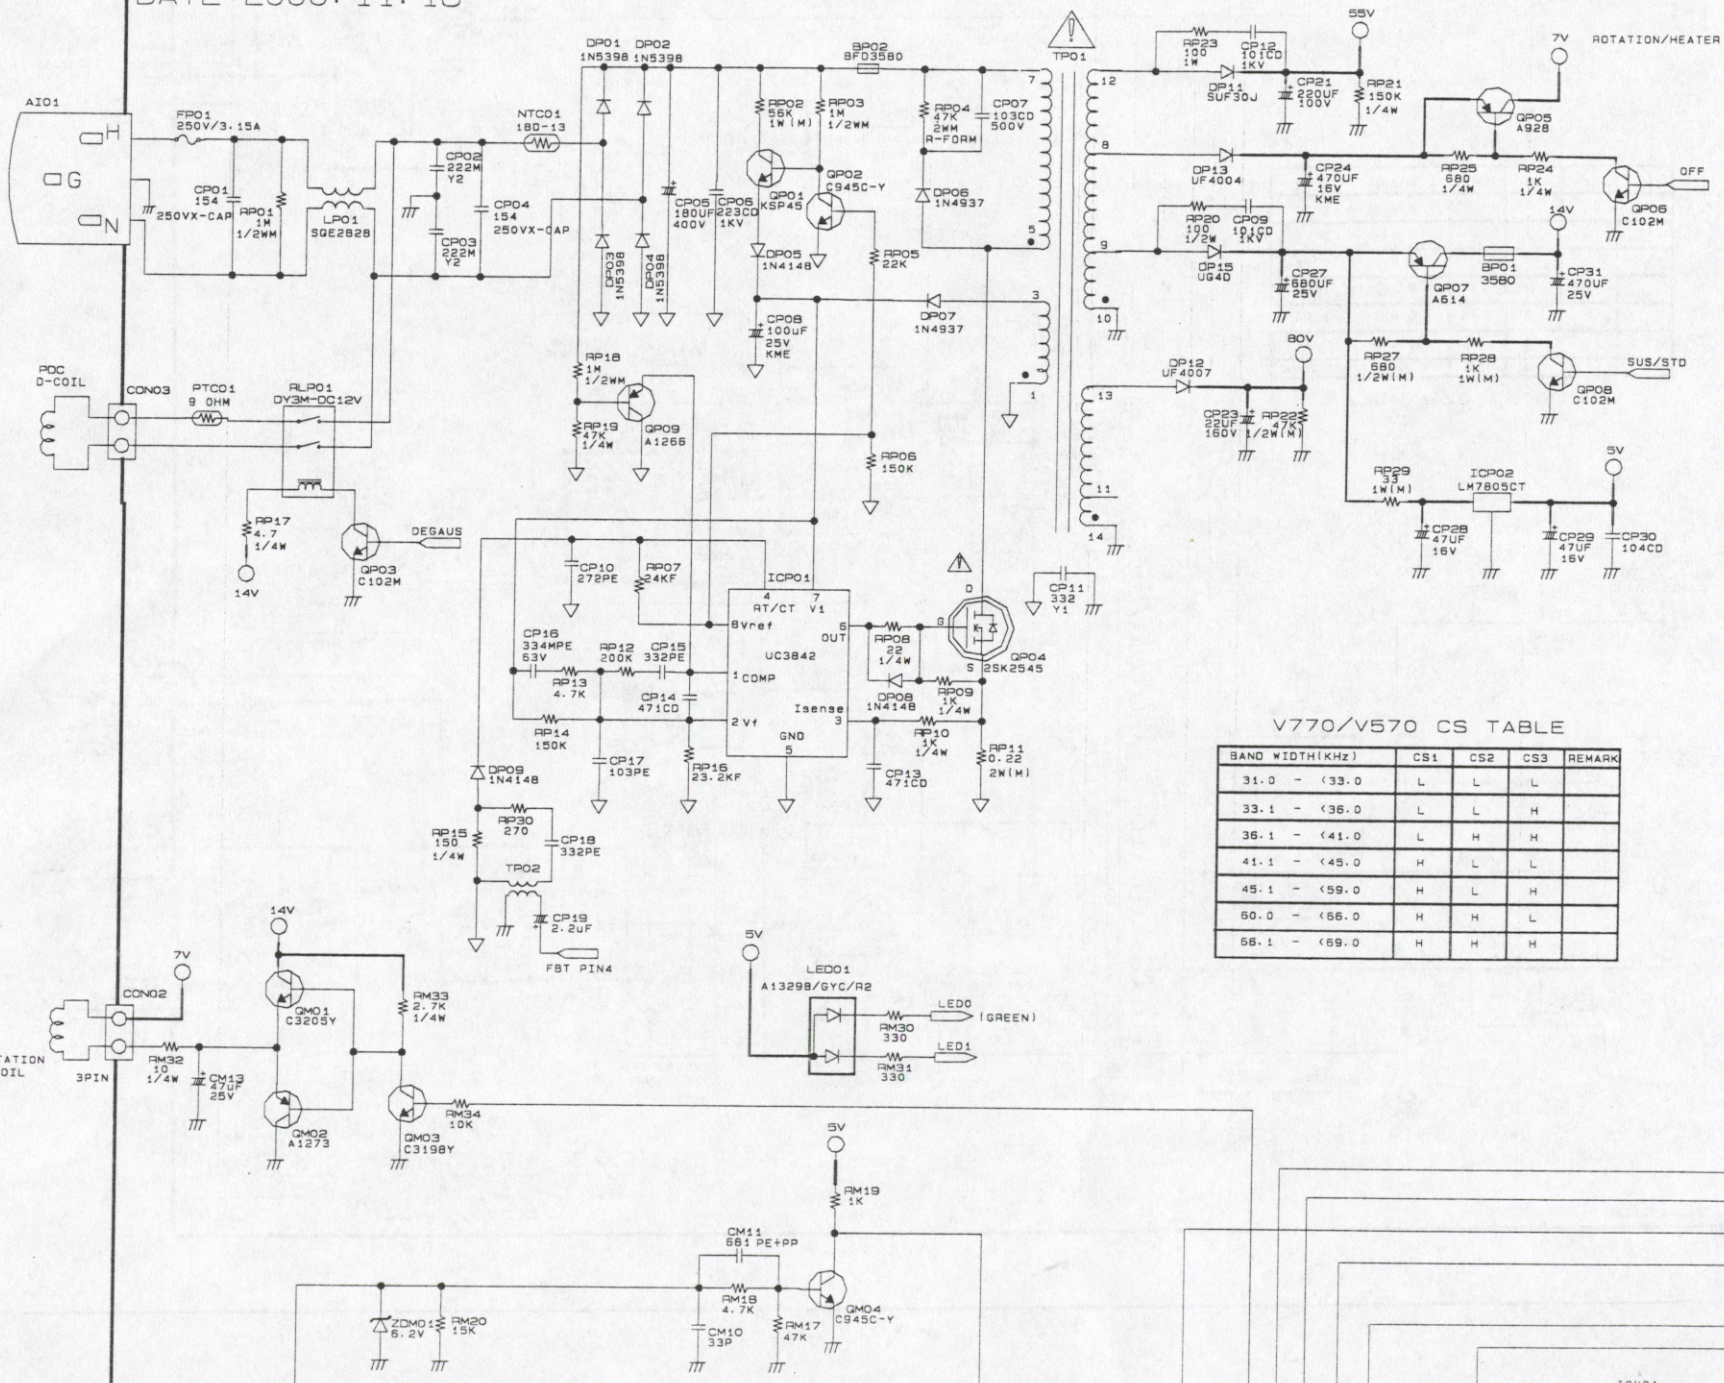 AI01
H
G
N
FP01
250V/3.15A
CP01
154
250VX-CAP
RP01
1M
1/2WM
LP01
SQE2828
CP02
222M
Y2
CP03
222M
Y2
CP04
154
250VX-CAP
NTC01
18D-13
DP01
1N5398
DP02
1N5398
DP03
1N5398
DP04
1N5398
CP05
180UF
400V
CP06
223CD
1KV
RP02
56K
1W(M)
RP03
1M
1/2WM
BP02
BFD3580
QP01
KSP45
QP02
C945C-Y
DP05
1N4148
RP05
22K
CP08
100uF
25V
KME
RP04
47K
2WM
R-FORM
CP07
103CD
500V
DP06
1N4937
DP07
1N4937
TP01
7
5
3
1
12
8
9
10
13
11
14
RP23
100
1W
CP12
101CD
1KV
DP11
SUF30J
CP21
220UF
100V
55V
RP21
150K
1/4W
7V
ROTATION/HEATER
QP05
A928
DP13
UF4004
CP24
470UF
16V
KME
RP25
680
1/4W
RP24
1K
1/4W
OFF
QP06
C102M
RP20
100
1/2W
CP09
101CD
1KV
DP15
UG4D
CP27
680UF
25V
QP07
A614
BP01
3580
14V
CP31
470UF
25V
RP27
580
1/2W(M)
RP28
1K
1W(M)
SUS/STD
QP08
C102M
DP12
UF4007
80V
CP23
22UF
160V
RP22
47K
1/2W(M)
RP29
33
1W(M)
ICP02
LM7805CT
5V
CP28
47UF
16V
CP29
47UF
16V
CP30
104CD
PDC
D-COIL
CON03
PTC01
9 OHM
RLP01
DY3M-DC12V
RP17
4.7
1/4W
14V
QP03
C102M
DEGAUS
RP18
1M
1/2WM
RP19
47K
1/4W
QP09
A1266
RP06
150K
CP10
272PE
RP07
24KF
ICP01
4
7
RT/CT
V1
8
Vref
6
OUT
UC3842
1
COMP
2
Vf
Isense
3
GND
5
CP16
334MPE
63V
RP12
200K
CP15
332PE
RP13
4.7K
CP14
471CD
RP14
150K
CP17
103PE
RP16
23.2KF
RP08
22
1/4W
DP08
1N4148
RP09
1K
1/4W
RP10
1K
1/4W
CP13
471CD
RP11
0.22
2W(M)
D
G
S
QP04
2SK2545
CP11
332
Y1
DP09
1N4148
RP30
270
RP15
150
1/4W
CP18
332PE
TP02
CP19
2.2uF
FBT PIN4
V770/V570 CS TABLE
BAND WIDTH(KHz) CS1 CS2 CS3 REMARK
31.0 - <33.0 L L L
33.1 - <36.0 L L H
36.1 - <41.0 L H H
41.1 - <45.0 H L L
45.1 - <59.0 H L H
60.0 - <66.0 H H L
66.1 - <69.0 H H H
14V
7V
CON02
3PIN
QM01
C3205Y
RM33
2.7K
1/4W
RM32
10
1/4W
CM13
47uF
25V
QM02
A1273
QM03
C3198Y
RM34
10K
5V
LED01
A1329B/GYC/R2
RM30
330
LED0
(GREEN)
RM31
330
LED1
5V
RM19
1K
CM11
681 PE+PP
RM18
4.7K
QM04
C945C-Y
ZDM01
6.2V
RM20
15K
CM10
33P
RM17
47K